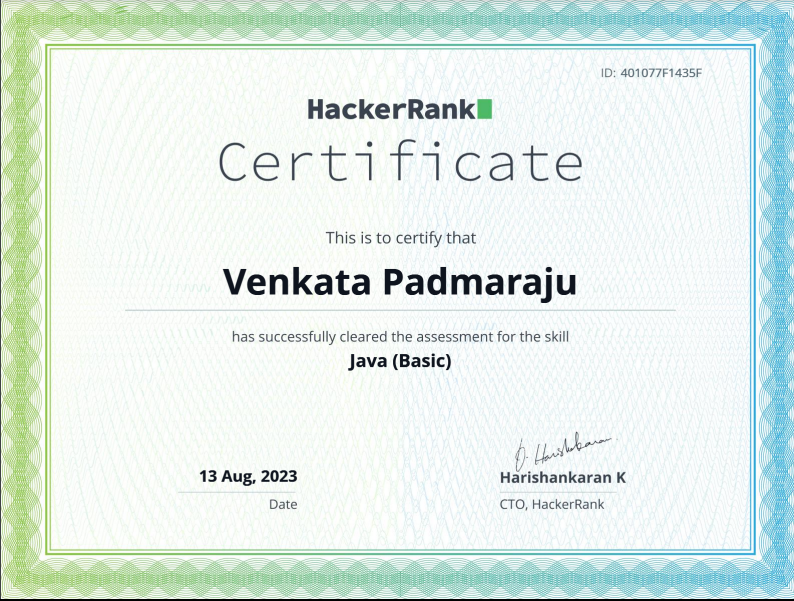 ID: 401077F1435F
HackerRank
Certificate
This is to certify that
Venkata Padmaraju
has successfully cleared the assessment for the skill
Java (Basic)
13 Aug, 2023
Date
Harishankaran K
CTO, HackerRank